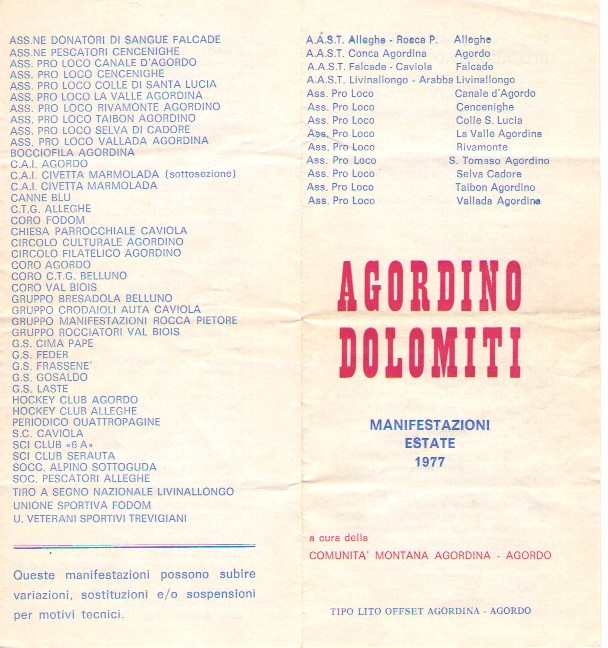 ASS.NE DONATORI DI SANGUE FALCADE
ASS.NE PESCATORI CENCENIGHE
ASS. PRO LOCO CANALE D'AGORDO
ASS. PRO LOCO CENCENIGHE
ASS. PRO LOCO COLLE DI SANTA LUCIA
ASS. PRO LOCO LA VALLE AGORDINA
ASS. PRO LOCO RIVAMONTE AGORDINO
ASS. PRO LOCO TAIBON AGORDINO
ASS. PRO LOCO SELVA DI CADORE
ASS. PRO LOCO VALLADA AGORDINA
BOCCIOFILA AGORDINA
C.A.I. AGORDO
C.A.I. CIVETTA MARMOLADA (sottosezione)
C.A.I. CIVETTA MARMOLADA
CANNE BLU
C.T.G. ALLEGHE
CORO FODOM
CHIESA PARROCCHIALE CAVIOLA
CIRCOLO CULTURALE AGORDINO
CIRCOLO FILATELICO AGORDINO
CORO AGORDO
CORO C.T.G. BELLUNO
CORO VAL BIOIS
GRUPPO BRESADOLA BELLUNO
GRUPPO CRODAIOLI AUTA CAVIOLA
GRUPPO MANIFESTAZIONI ROCCA PIETORE
GRUPPO ROCCIATORI VAL BIOIS
G.S. CIMA PAPE
G.S. FEDER
G.S. FRASSENE'
G.S. GOSALDO
G.S. LASTE
HOCKEY CLUB AGORDO
HOCKEY CLUB ALLEGHE
PERIODICO QUATTROPAGINE
S.C. CAVIOLA
SCI CLUB «6 A»
SCI CLUB SERAUTA
SOCC. ALPINO SOTTOGUDA
SOC. PESCATORI ALLEGHE
TIRO A SEGNO NAZIONALE LIVINALLONGO
UNIONE SPORTIVA FODOM
U. VETERANI SPORTIVI TREVIGIANI
Queste manifestazioni possono subire
variazioni, sostituzioni e/o sospensioni
per motivi tecnici.
A.A.S.T. Alleghe - Rosca P. Alleghe
A.A.S.T. Conca Agordina Agordo
A.A.S.T. Falcade - Caviola Falcade
A.A.S.T. Livinallongo - Arabba Livinallongo
Ass. Pro Loco Canale d'Agordo
Ass. Pro Loco Cencenighe
Ass. Pro Loco Colle S. Lucia
Ass. Pro Loco La Valle Agordina
Ass. Pro Loco Rivamonte
Ass. Pro Loco S. Tomaso Agordino
Ass. Pro Loco Selva Cadore
Ass. Pro Loco Taibon Agordino
Ass. Pro Loco Vallada Agordina
AGORDINO
DOLOMITI
MANIFESTAZIONI
ESTATE
1977
a cura della
COMUNITA' MONTANA AGORDINA - AGORDO
TIPO LITO OFFSET AGORDINA - AGORDO